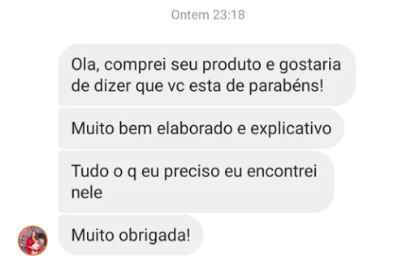 Ontem 23:18
Ola, comprei seu produto e gostaria
de dizer que vc esta de parabéns!
Muito bem elaborado e explicativo
Tudo o q eu preciso eu encontrei
nele
Muito obrigada!